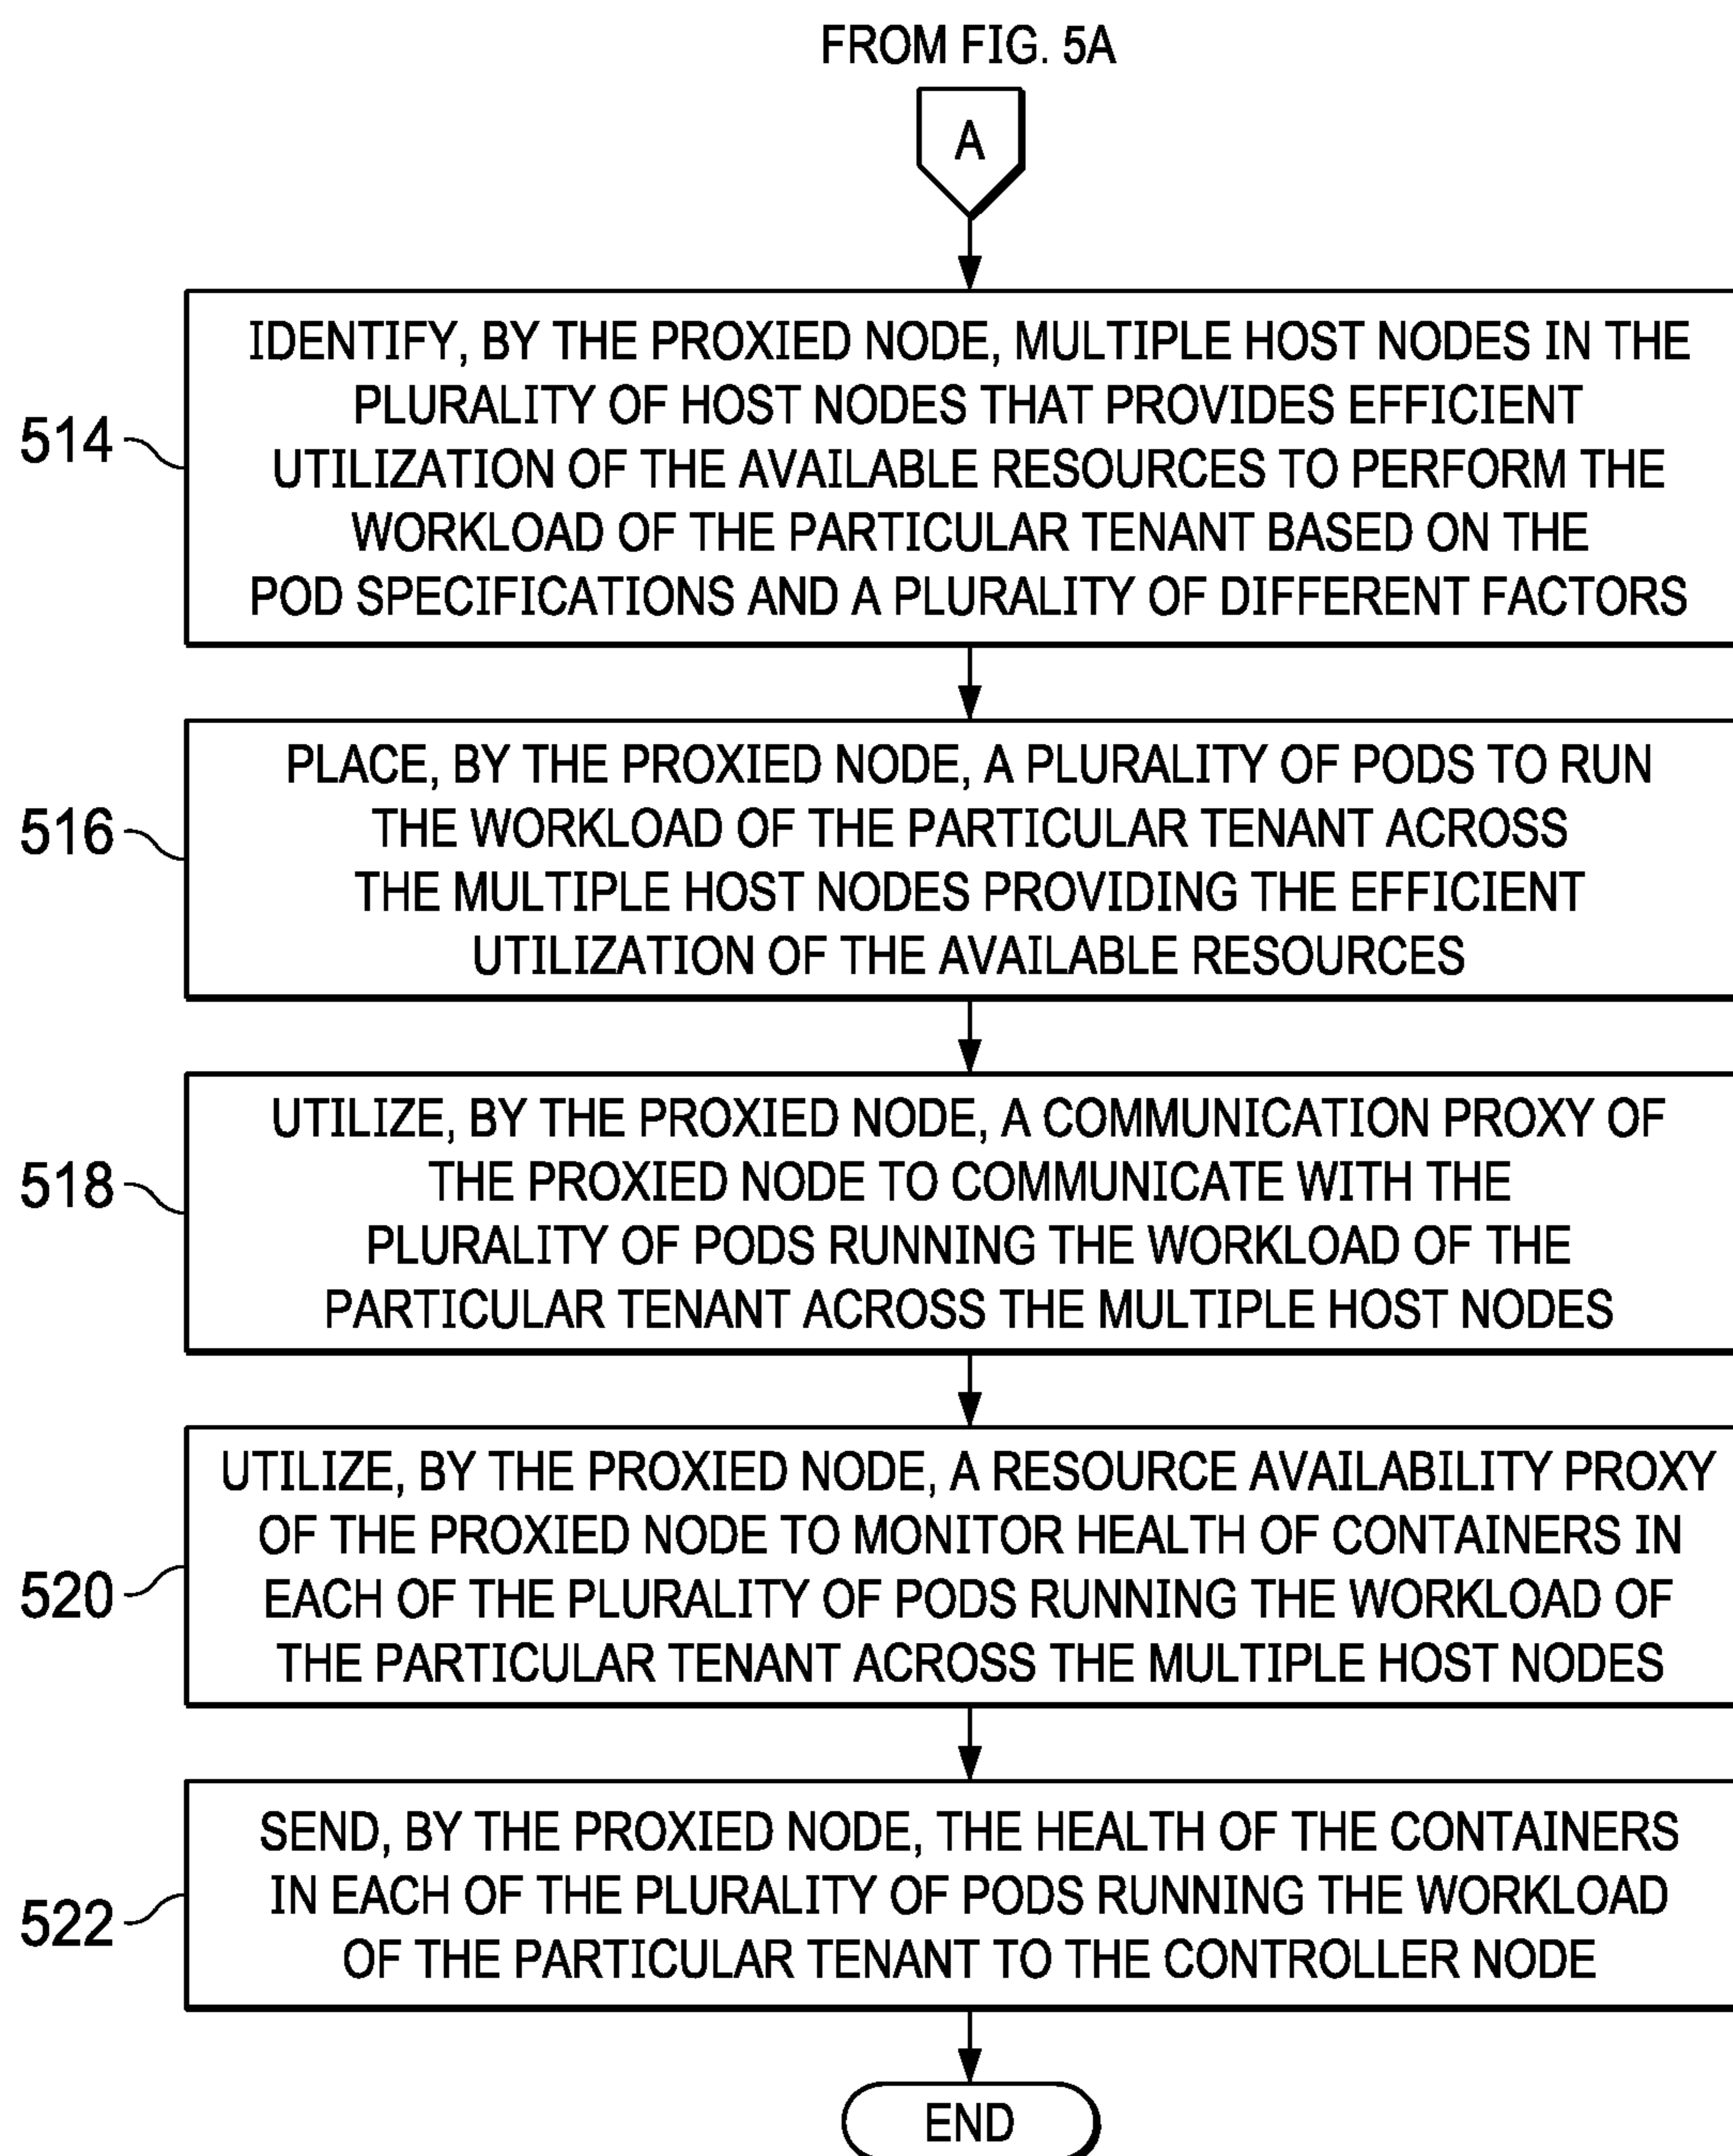 FROM FIG. 5A
A
514
IDENTIFY, BY THE PROXIED NODE, MULTIPLE HOST NODES IN THE
PLURALITY OF HOST NODES THAT PROVIDES EFFICIENT
UTILIZATION OF THE AVAILABLE RESOURCES TO PERFORM THE
WORKLOAD OF THE PARTICULAR TENANT BASED ON THE
POD SPECIFICATIONS AND A PLURALITY OF DIFFERENT FACTORS
516
PLACE, BY THE PROXIED NODE, A PLURALITY OF PODS TO RUN
THE WORKLOAD OF THE PARTICULAR TENANT ACROSS
THE MULTIPLE HOST NODES PROVIDING THE EFFICIENT
UTILIZATION OF THE AVAILABLE RESOURCES
518
UTILIZE, BY THE PROXIED NODE, A COMMUNICATION PROXY OF
THE PROXIED NODE TO COMMUNICATE WITH THE
PLURALITY OF PODS RUNNING THE WORKLOAD OF THE
PARTICULAR TENANT ACROSS THE MULTIPLE HOST NODES
520
UTILIZE, BY THE PROXIED NODE, A RESOURCE AVAILABILITY PROXY
OF THE PROXIED NODE TO MONITOR HEALTH OF CONTAINERS IN
EACH OF THE PLURALITY OF PODS RUNNING THE WORKLOAD OF
THE PARTICULAR TENANT ACROSS THE MULTIPLE HOST NODES
522
SEND, BY THE PROXIED NODE, THE HEALTH OF THE CONTAINERS
IN EACH OF THE PLURALITY OF PODS RUNNING THE WORKLOAD
OF THE PARTICULAR TENANT TO THE CONTROLLER NODE
END